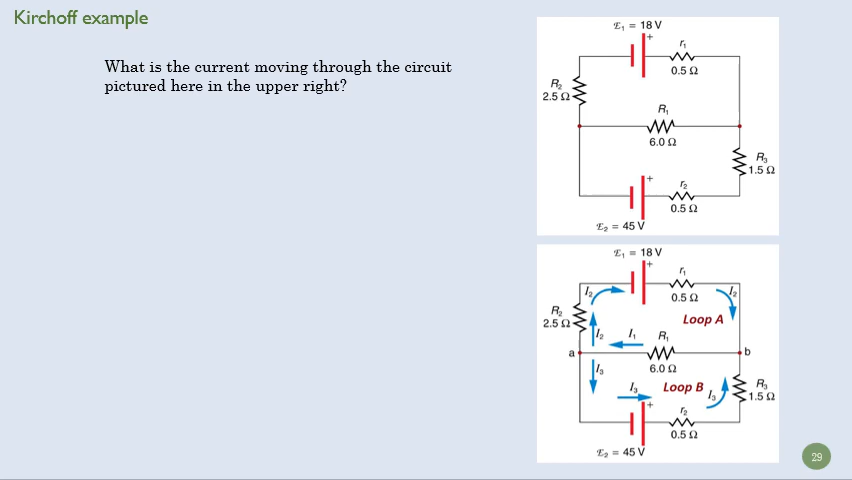 Kirchoff example
What is the current moving through the circuit
pictured here in the upper right?
ℰ₁ = 18 V
+
r₁
0.5 Ω
R₂
2.5 Ω
R₁
6.0 Ω
R₃
1.5 Ω
+
r₂
0.5 Ω
ℰ₂ = 45 V
ℰ₁ = 18 V
+
r₁
I₂
I₂
0.5 Ω
R₂
2.5 Ω
Loop A
I₂
I₁
R₁
a
b
6.0 Ω
I₃
I₃
Loop B
I₃
R₃
1.5 Ω
+
r₂
0.5 Ω
ℰ₂ = 45 V
29